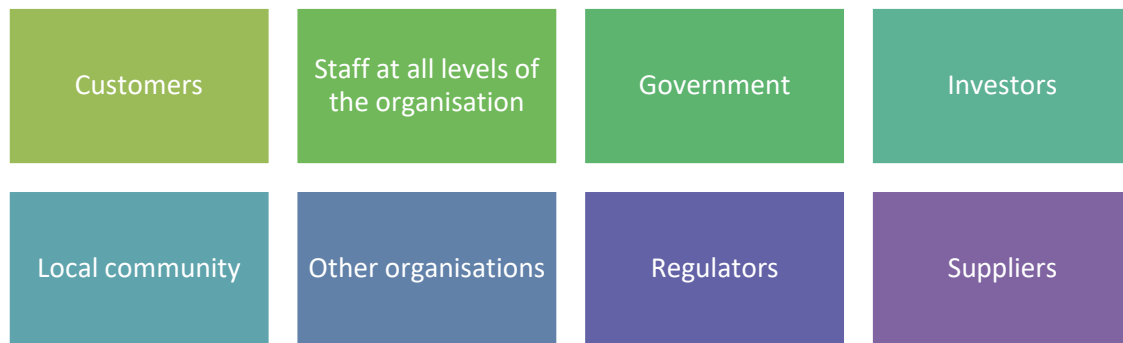 Customers
Staff at all levels of
the organisation
Government
Investors
Local community
Other organisations
Regulators
Suppliers